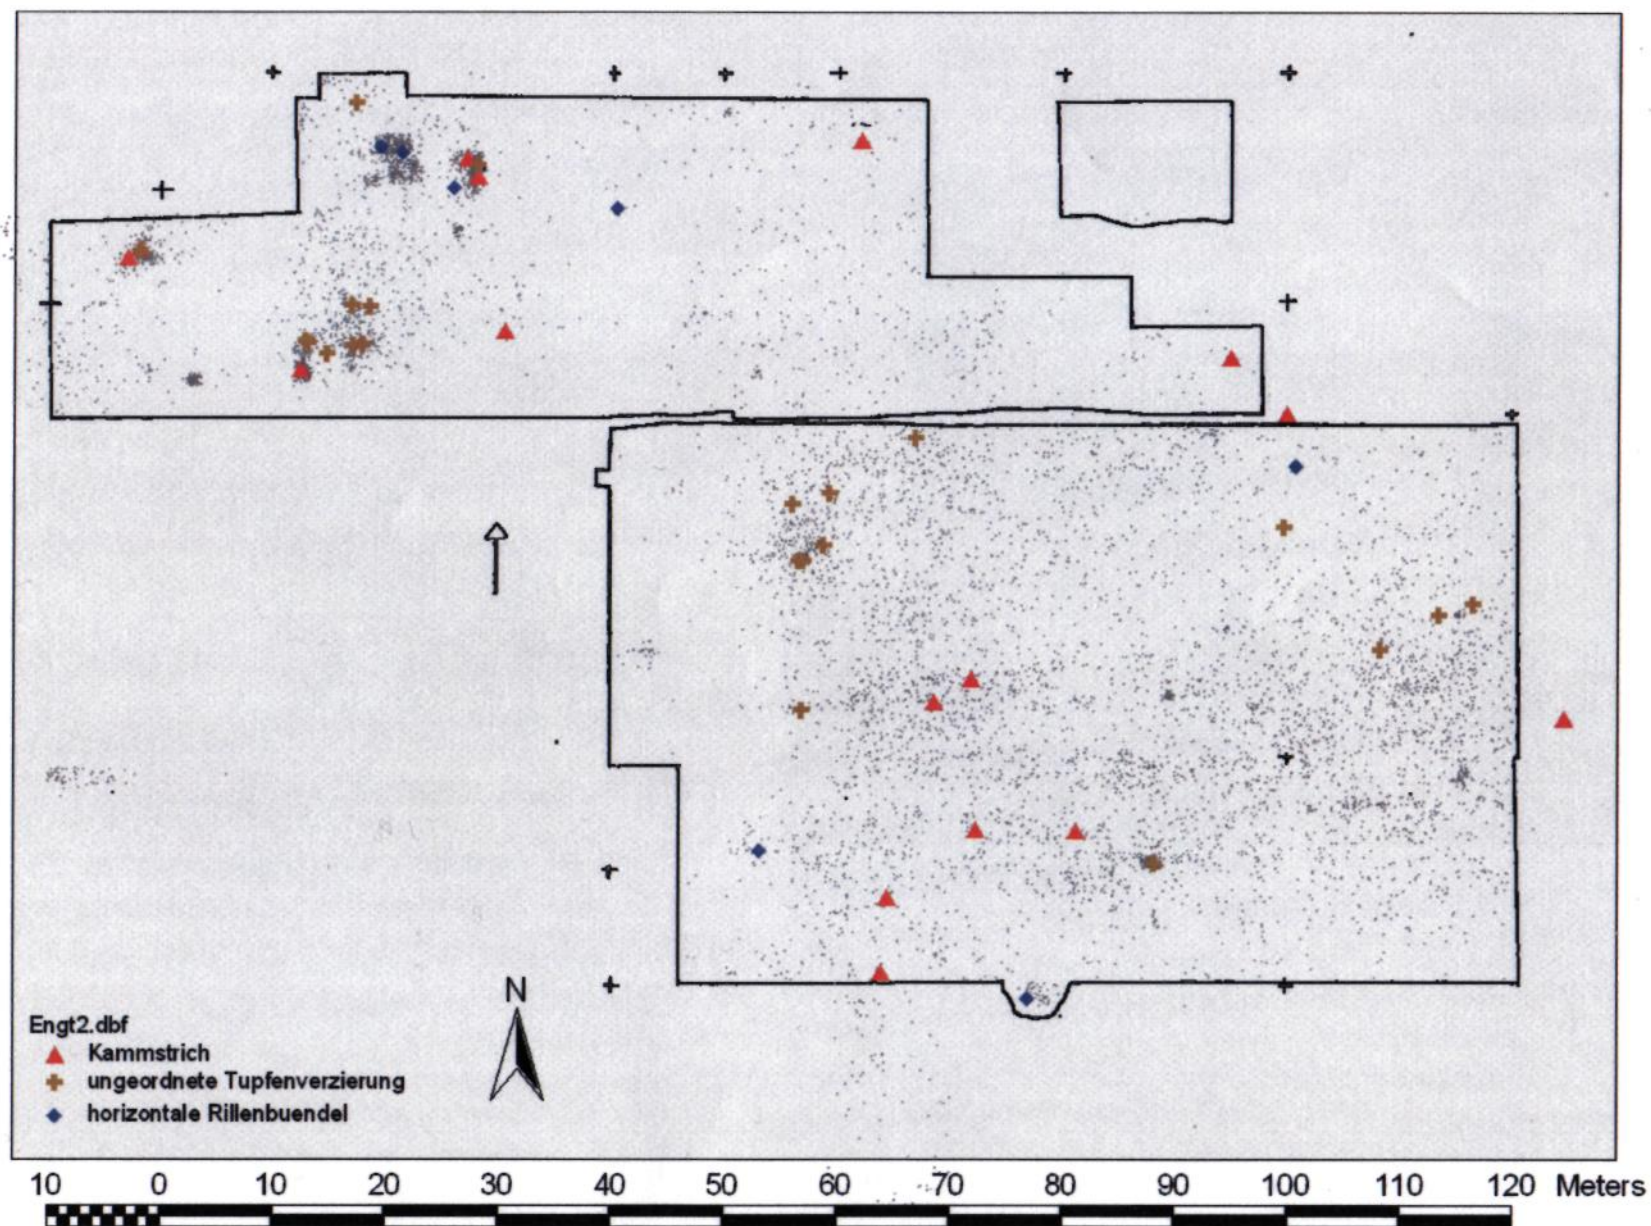 N
Engt2.dbf
Kammstrich
ungeordnete Tupfenverzierung
horizontale Rillenbuendel
10 0 10 20 30 40 50 60 70 80 90 100 110 120 Meters